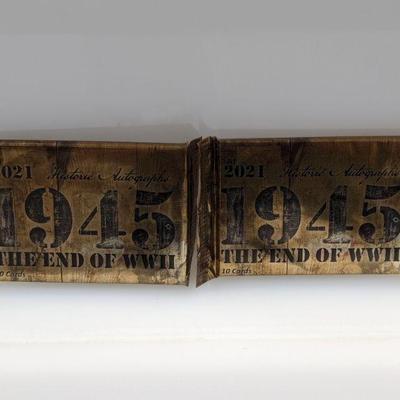 2021 Historic Autographs
1945
THE END OF WWII
0 Cards
2021 Historic Autographs
1945
THE END OF WWII
10 Cards